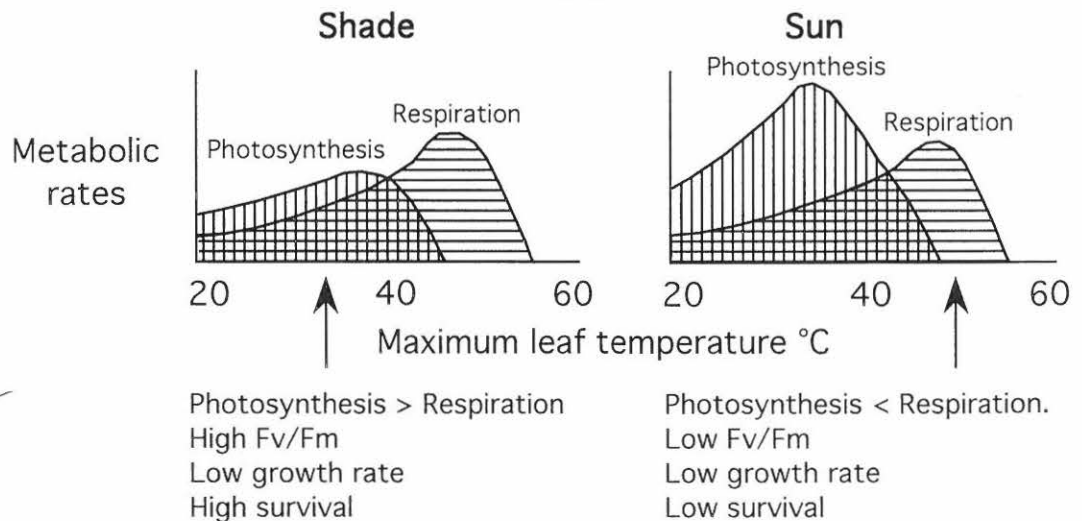 Shade
Sun
Photosynthesis
Respiration
Respiration
Metabolic
rates
Photosynthesis
20
40
60
20
40
60
Maximum leaf temperature °C
Photosynthesis > Respiration
High Fv/Fm
Low growth rate
High survival
Photosynthesis < Respiration.
Low Fv/Fm
Low growth rate
Low survival